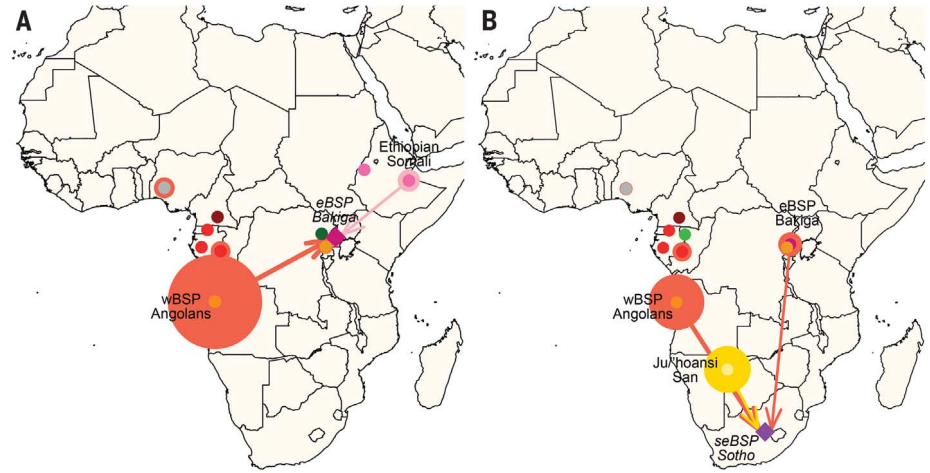 A
Ethiopian
Somali
eBSP
Bakiga
wBSP
Angolans
B
eBSP
Bakiga
wBSP
Angolans
Ju/'hoansi
San
seBSP
Sotho